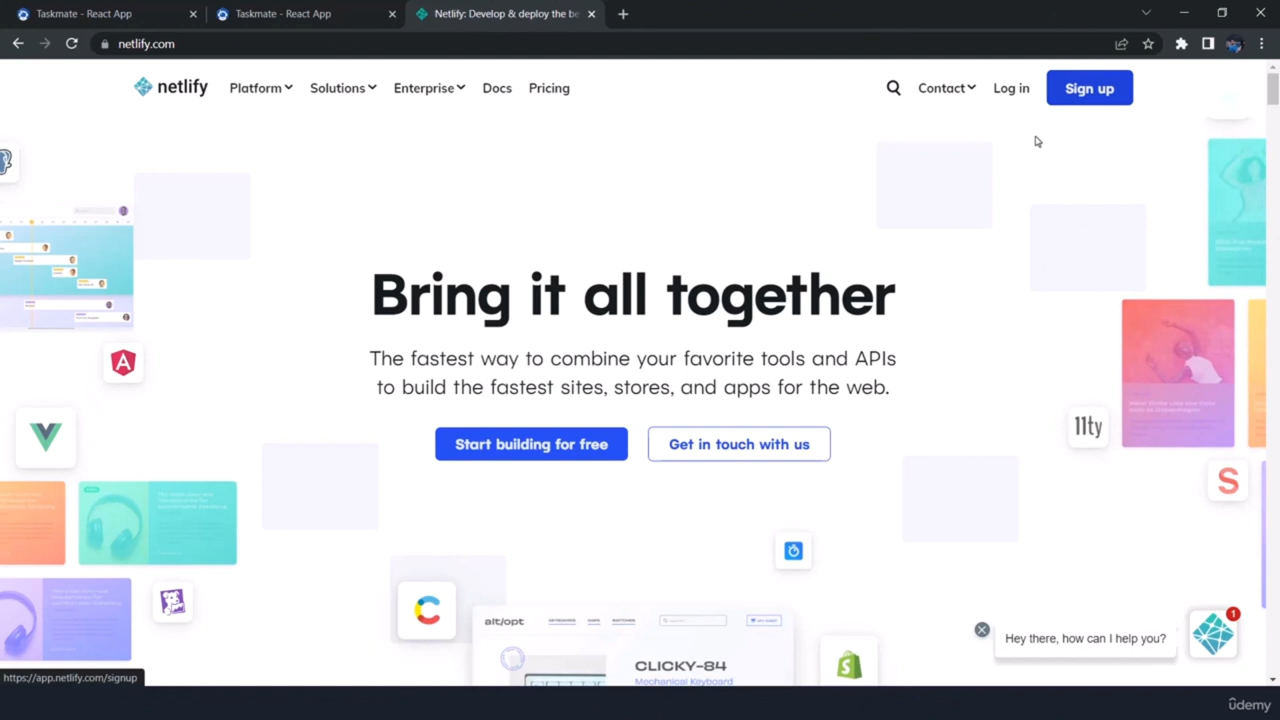 Taskmate - React App
Taskmate - React App
Netlify: Develop & deploy the be
netlify.com
netlify
Platform
Solutions
Enterprise
Docs
Pricing
Contact
Log in
Sign up
Bring it all together
The fastest way to combine your favorite tools and APIs
to build the fastest sites, stores, and apps for the web.
Start building for free
Get in touch with us
11ty
alt/opt
CLICKY-84
Mechanical Keyboard
1
Hey there, how can I help you?
https://app.netlify.com/signup
ûdemy